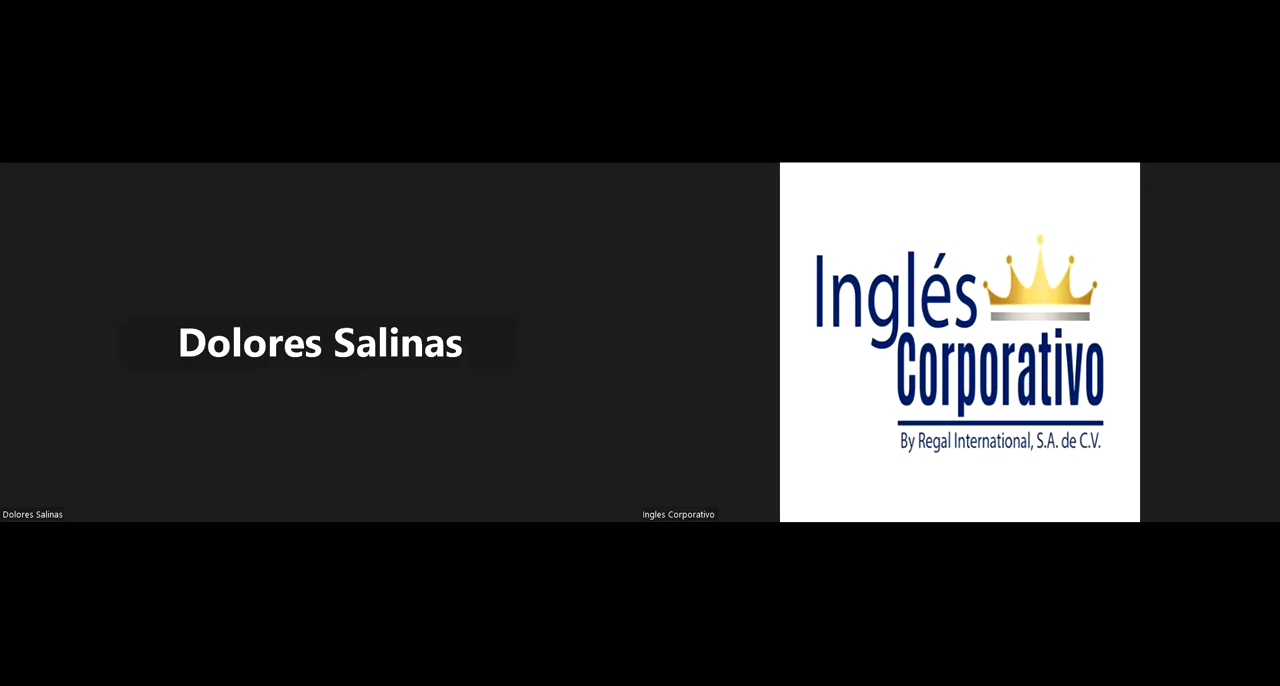 Dolores Salinas
Dolores Salinas
Inglés
Corporativo
By Regal International, S.A. de C.V.
Ingles Corporativo